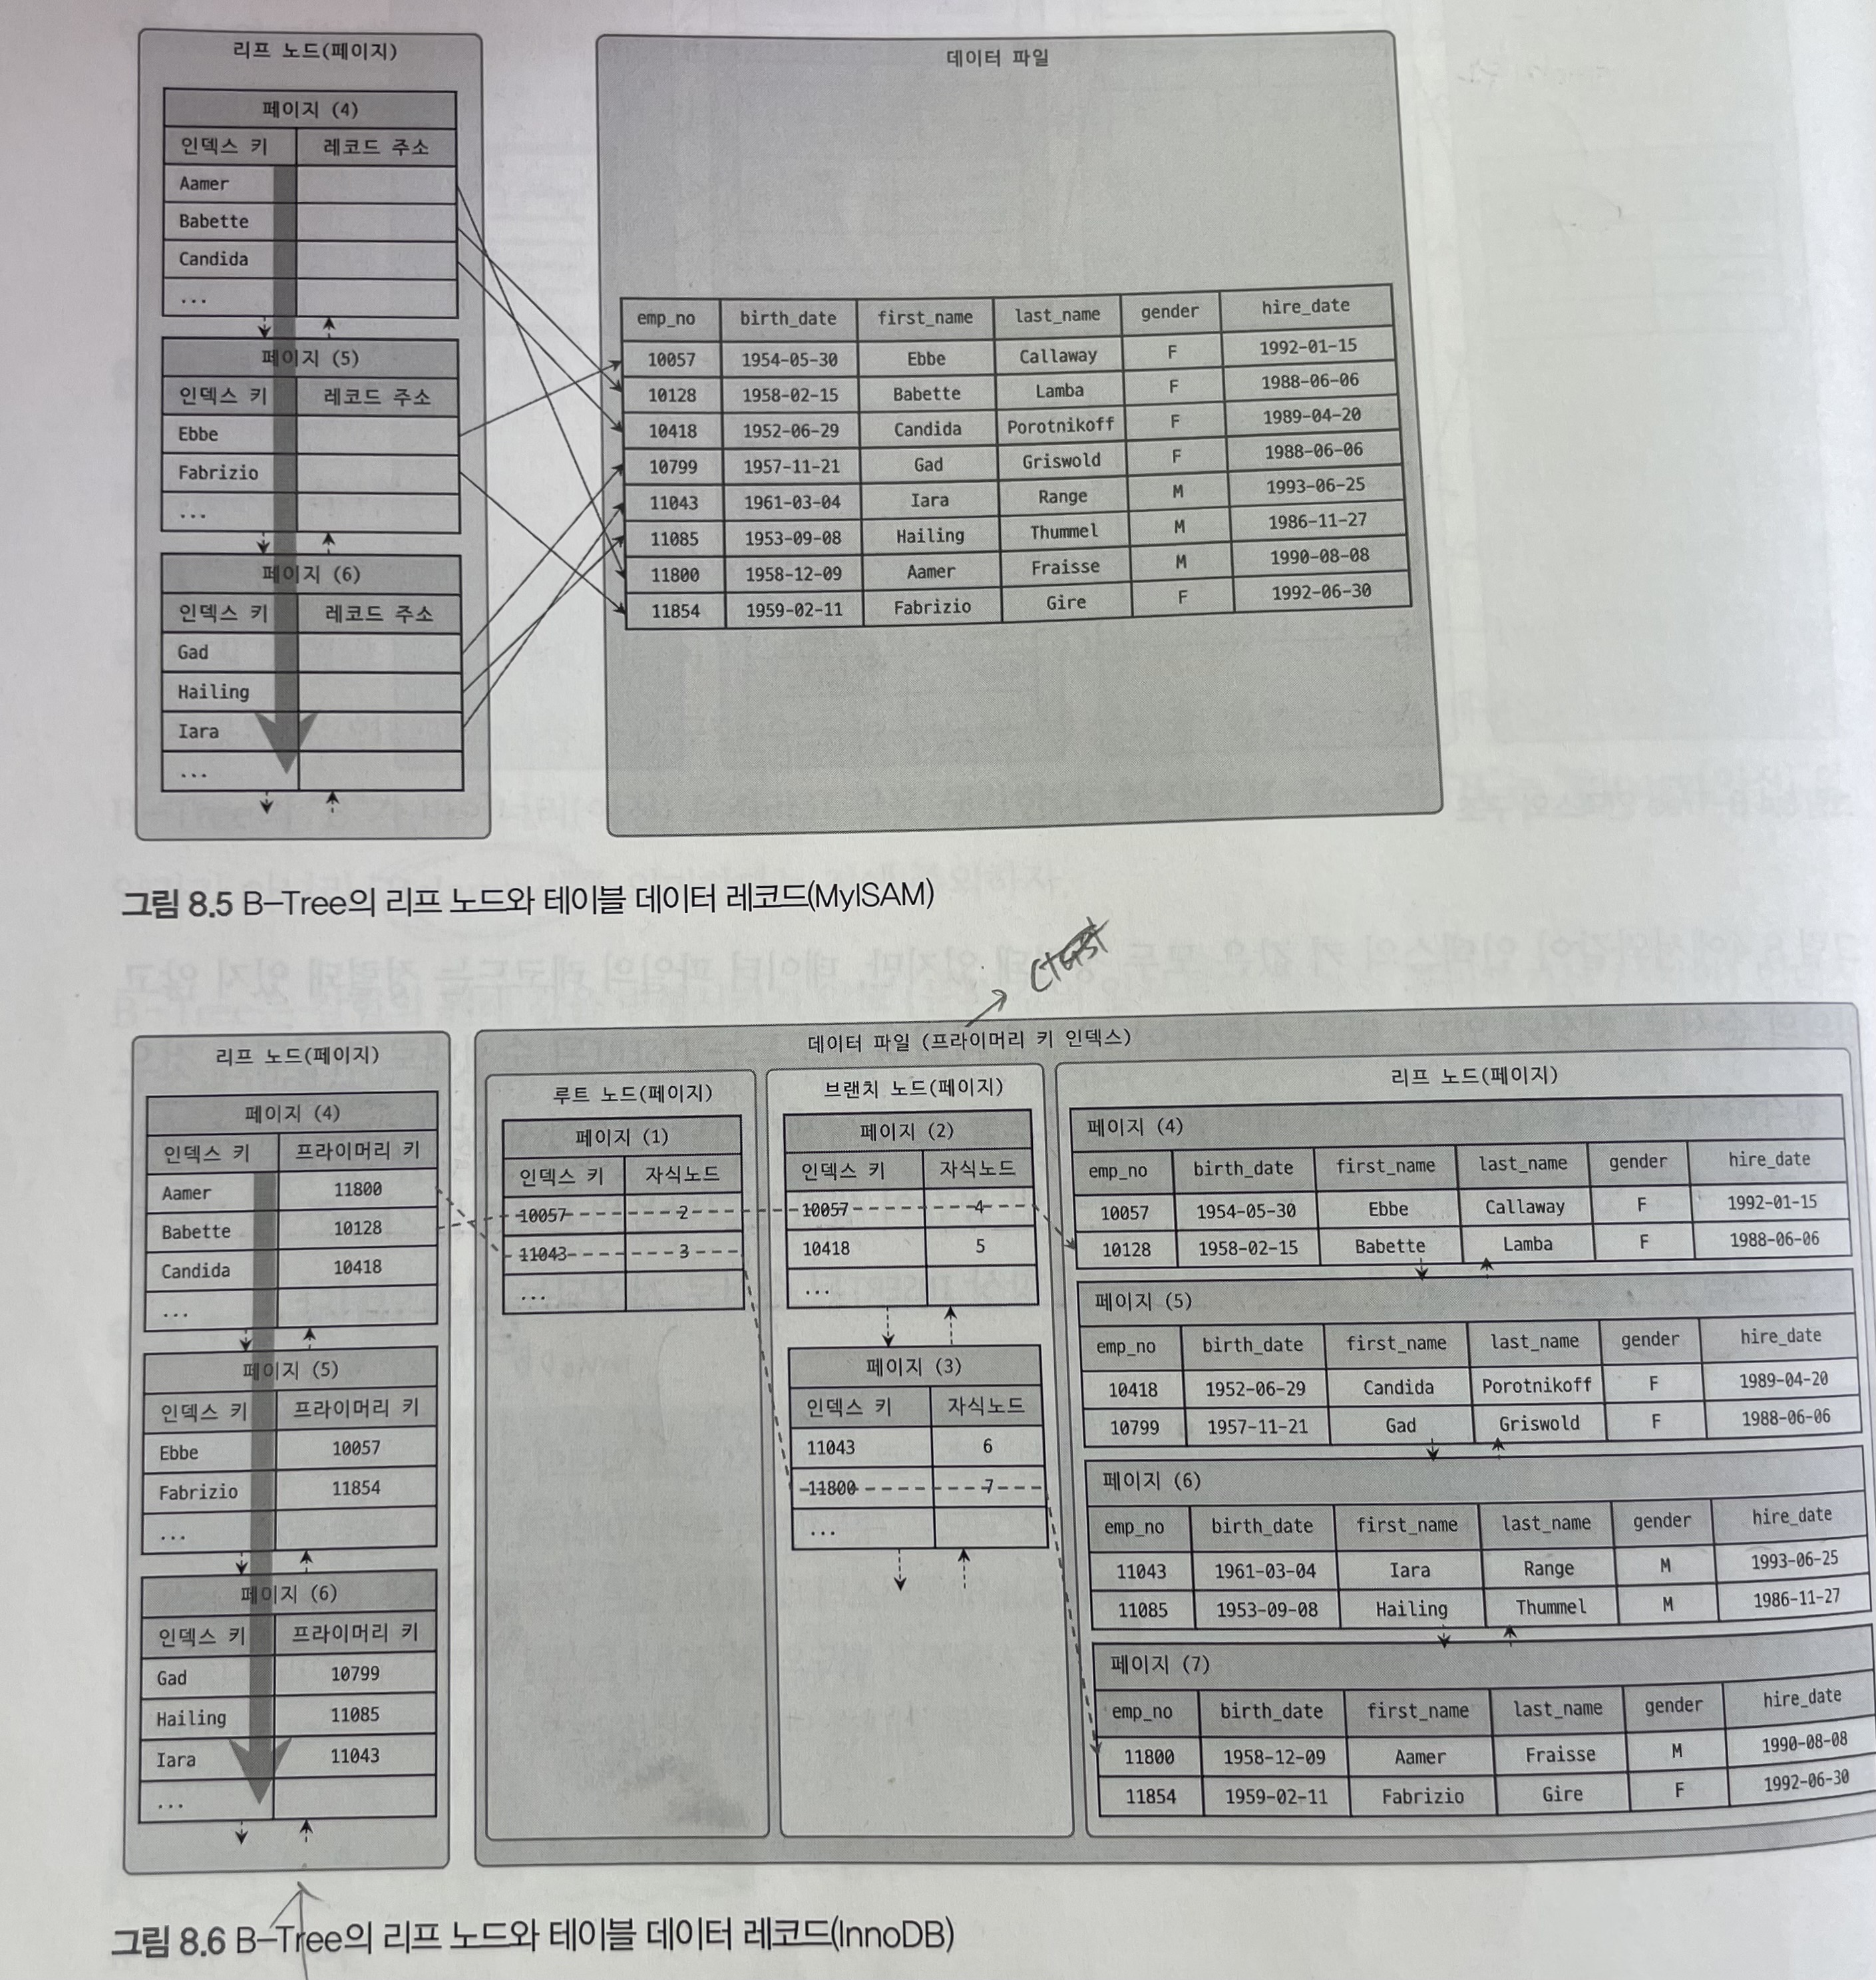 리프 노드(페이지)
페이지 (4)
인덱스 키 레코드 주소
Aamer
Babette
Candida
...
페이지 (5)
인덱스 키 레코드 주소
Ebbe
Fabrizio
...
페이지 (6)
인덱스 키 레코드 주소
Gad
Hailing
Iara
...
데이터 파일
emp_no birth_date first_name last_name gender hire_date
10057 1954-05-30 Ebbe Callaway F 1992-01-15
10128 1958-02-15 Babette Lamba F 1988-06-06
10418 1952-06-29 Candida Porotnikoff F 1989-04-20
10799 1957-11-21 Gad Griswold F 1988-06-06
11043 1961-03-04 Iara Range M 1993-06-25
11085 1953-09-08 Hailing Thummel M 1986-11-27
11800 1958-12-09 Aamer Fraisse M 1990-08-08
11854 1959-02-11 Fabrizio Gire F 1992-06-30
그림 8.5 B-Tree의 리프 노드와 테이블 데이터 레코드(MyISAM)
리프 노드(페이지)
페이지 (4)
인덱스 키 프라이머리 키
Aamer 11800
Babette 10128
Candida 10418
...
페이지 (5)
인덱스 키 프라이머리 키
Ebbe 10057
Fabrizio 11854
...
페이지 (6)
인덱스 키 프라이머리 키
Gad 10799
Hailing 11085
Iara 11043
...
데이터 파일 (프라이머리 키 인덱스)
루트 노드(페이지)
페이지 (1)
인덱스 키 자식노드
10057 2
11043 3
...
브랜치 노드(페이지)
페이지 (2)
인덱스 키 자식노드
10057 4
10418 5
...
페이지 (3)
인덱스 키 자식노드
11043 6
11800 7
...
리프 노드(페이지)
페이지 (4)
emp_no birth_date first_name last_name gender hire_date
10057 1954-05-30 Ebbe Callaway F 1992-01-15
10128 1958-02-15 Babette Lamba F 1988-06-06
페이지 (5)
emp_no birth_date first_name last_name gender hire_date
10418 1952-06-29 Candida Porotnikoff F 1989-04-20
10799 1957-11-21 Gad Griswold F 1988-06-06
페이지 (6)
emp_no birth_date first_name last_name gender hire_date
11043 1961-03-04 Iara Range M 1993-06-25
11085 1953-09-08 Hailing Thummel M 1986-11-27
페이지 (7)
emp_no birth_date first_name last_name gender hire_date
11800 1958-12-09 Aamer Fraisse M 1990-08-08
11854 1959-02-11 Fabrizio Gire F 1992-06-30
그림 8.6 B-Tree의 리프 노드와 테이블 데이터 레코드(InnoDB)